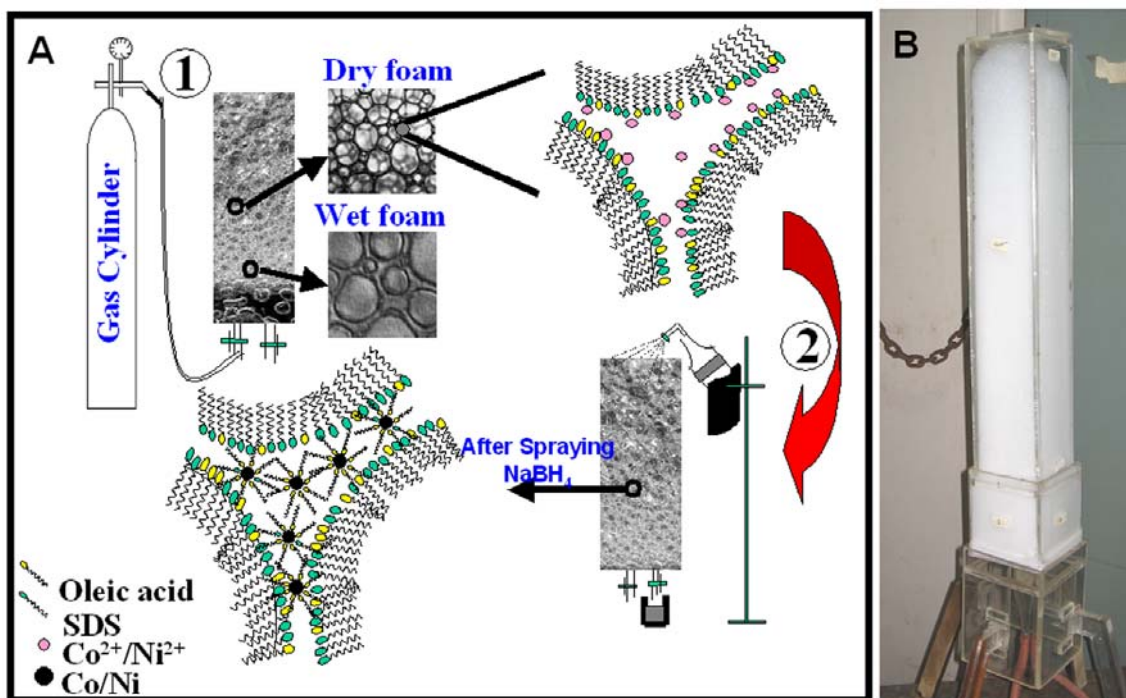 A
1
Dry foam
Wet foam
Gas Cylinder
2
After Spraying
NaBH₄
Oleic acid
SDS
Co²⁺/Ni²⁺
Co/Ni
B